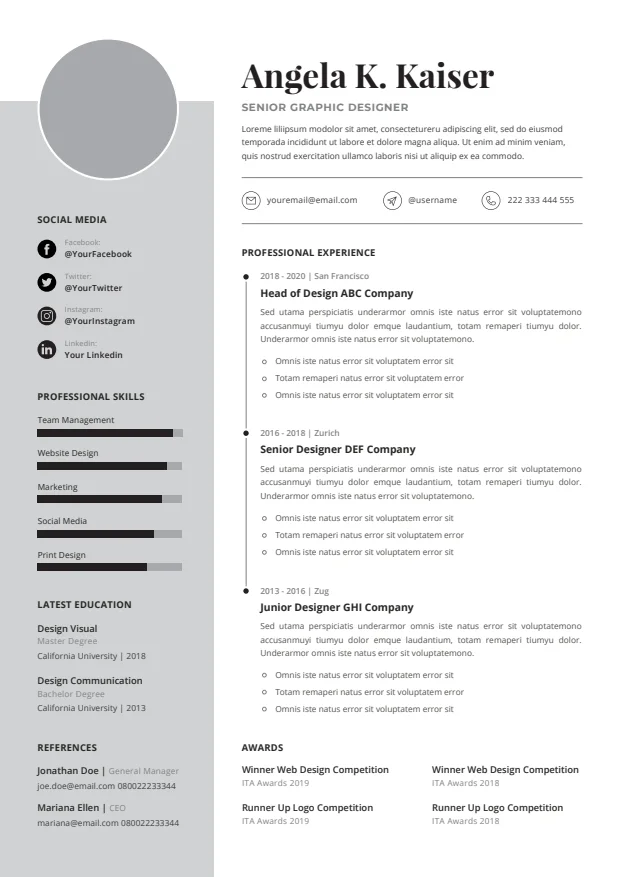 Angela K. Kaiser
SENIOR GRAPHIC DESIGNER
Loreme liliipsum modolor sit amet, consectetureru adipiscing elit, sed do eiusmod
temporada incididunt ut labore et dolore magna aliqua. Ut enim ad minim veniam,
quis nostrud exercitation ullamco laboris nisi ut aliquip ex ea commodo.
youremail@email.com
@username
222 333 444 555
SOCIAL MEDIA
Facebook:
@YourFacebook
Twitter:
@YourTwitter
Instagram:
@YourInstagram
Linkedin:
Your Linkedin
PROFESSIONAL SKILLS
Team Management
Website Design
Marketing
Social Media
Print Design
LATEST EDUCATION
Design Visual
Master Degree
California University | 2018
Design Communication
Bachelor Degree
California University | 2013
REFERENCES
Jonathan Doe | General Manager
joe.doe@email.com 080022233344
Mariana Ellen | CEO
mariana@email.com 080022233344
PROFESSIONAL EXPERIENCE
2018 - 2020 | San Francisco
Head of Design ABC Company
Sed utama perspiciatis underarmor omnis iste natus error sit voluptatemono
accusanmuyi tiumyu dolor emque laudantium, totam remaperi tiumyu dolor.
Underarmor omnis iste natus error sit voluptatemono.
Omnis iste natus error sit voluptatem error sit
Totam remaperi natus error sit voluptatem error
Omnis iste natus error sit voluptatem error sit
2016 - 2018 | Zurich
Senior Designer DEF Company
Sed utama perspiciatis underarmor omnis iste natus error sit voluptatemono
accusanmuyi tiumyu dolor emque laudantium, totam remaperi tiumyu dolor.
Underarmor omnis iste natus error sit voluptatemono.
Omnis iste natus error sit voluptatem error sit
Totam remaperi natus error sit voluptatem error
Omnis iste natus error sit voluptatem error sit
2013 - 2016 | Zug
Junior Designer GHI Company
Sed utama perspiciatis underarmor omnis iste natus error sit voluptatemono
accusanmuyi tiumyu dolor emque laudantium, totam remaperi tiumyu dolor.
Underarmor omnis iste natus error sit voluptatemono.
Omnis iste natus error sit voluptatem error sit
Totam remaperi natus error sit voluptatem error
Omnis iste natus error sit voluptatem error sit
AWARDS
Winner Web Design Competition
ITA Awards 2019
Winner Web Design Competition
ITA Awards 2018
Runner Up Logo Competition
ITA Awards 2019
Runner Up Logo Competition
ITA Awards 2018